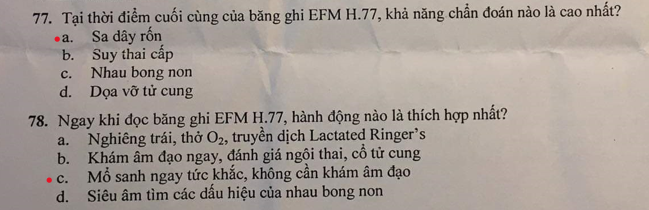 77. Tại thời điểm cuối cùng của băng ghi EFM H.77, khả năng chẩn đoán nào là cao nhất?
a. Sa dây rốn
b. Suy thai cấp
c. Nhau bong non
d. Dọa vỡ tử cung
78. Ngay khi đọc băng ghi EFM H.77, hành động nào là thích hợp nhất?
a. Nghiêng trái, thở O₂, truyền dịch Lactated Ringer’s
b. Khám âm đạo ngay, đánh giá ngôi thai, cổ tử cung
c. Mổ sanh ngay tức khắc, không cần khám âm đạo
d. Siêu âm tìm các dấu hiệu của nhau bong non